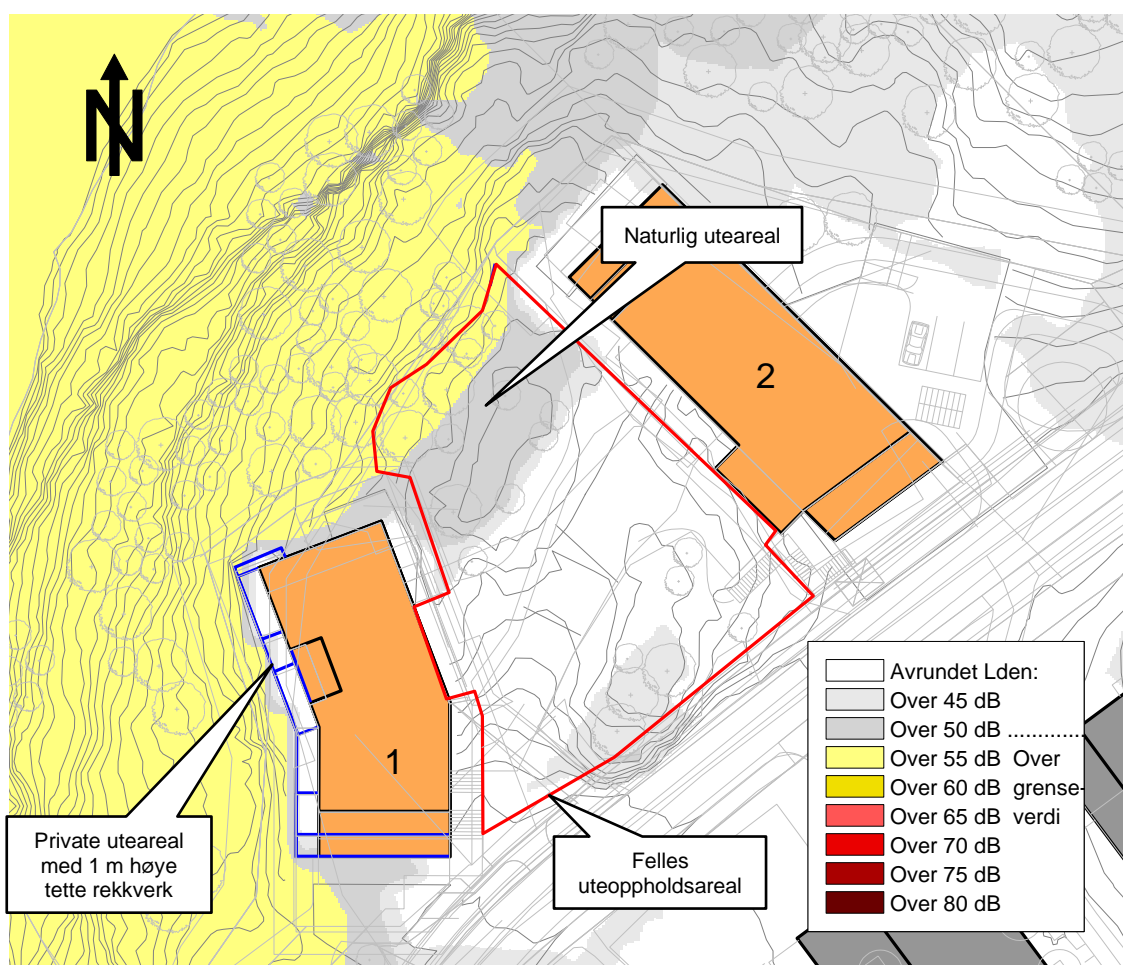 N
Naturlig uteareal
2
1
Private uteareal
med 1 m høye
tette rekkverk
Felles
uteoppholdsareal
Avrundet Lden:
Over 45 dB
Over 50 dB ............
Over 55 dB Over
Over 60 dB grense-
Over 65 dB verdi
Over 70 dB
Over 75 dB
Over 80 dB